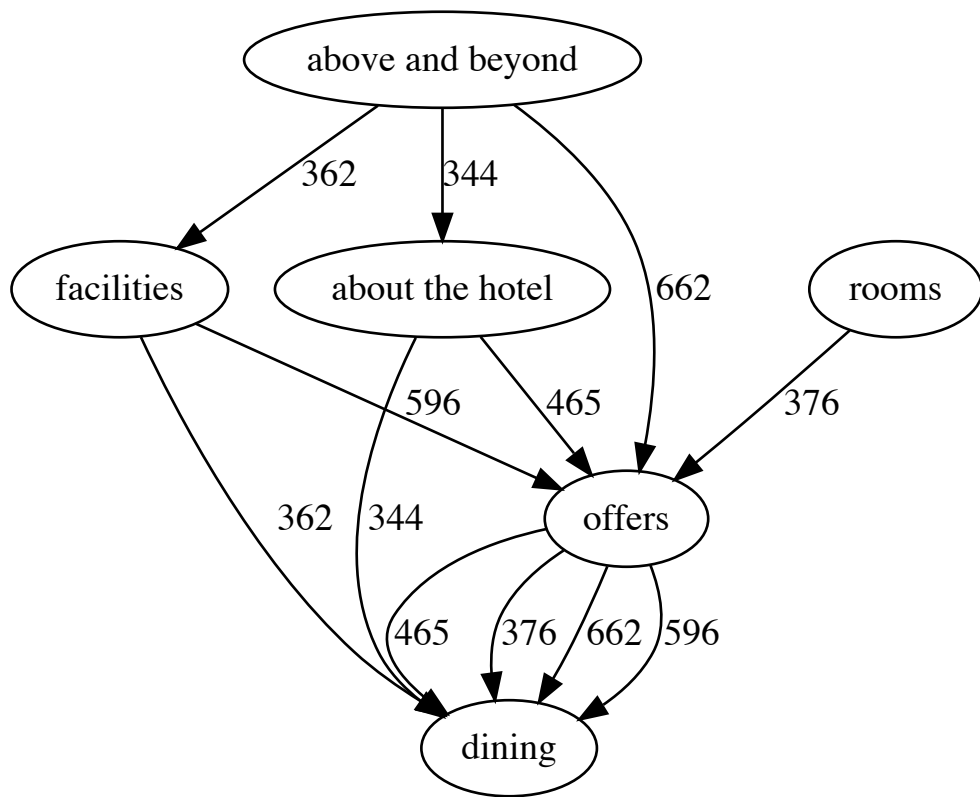 above and beyond
362
344
facilities
about the hotel
662
rooms
596
465
376
362
344
offers
465
376
662
596
dining